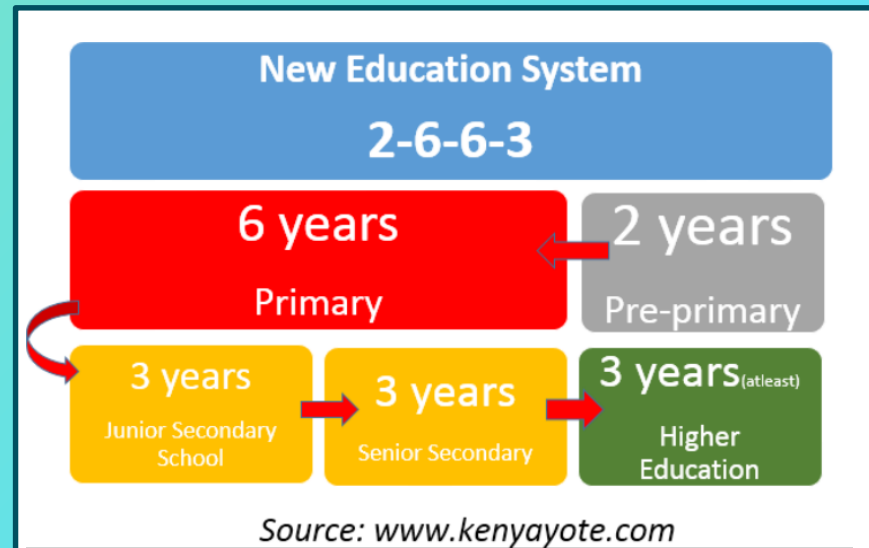 New Education System
2-6-6-3
6 years
Primary
2 years
Pre-primary
3 years
Junior Secondary
School
3 years
Senior Secondary
3 years(atleast)
Higher
Education
Source: www.kenyayote.com